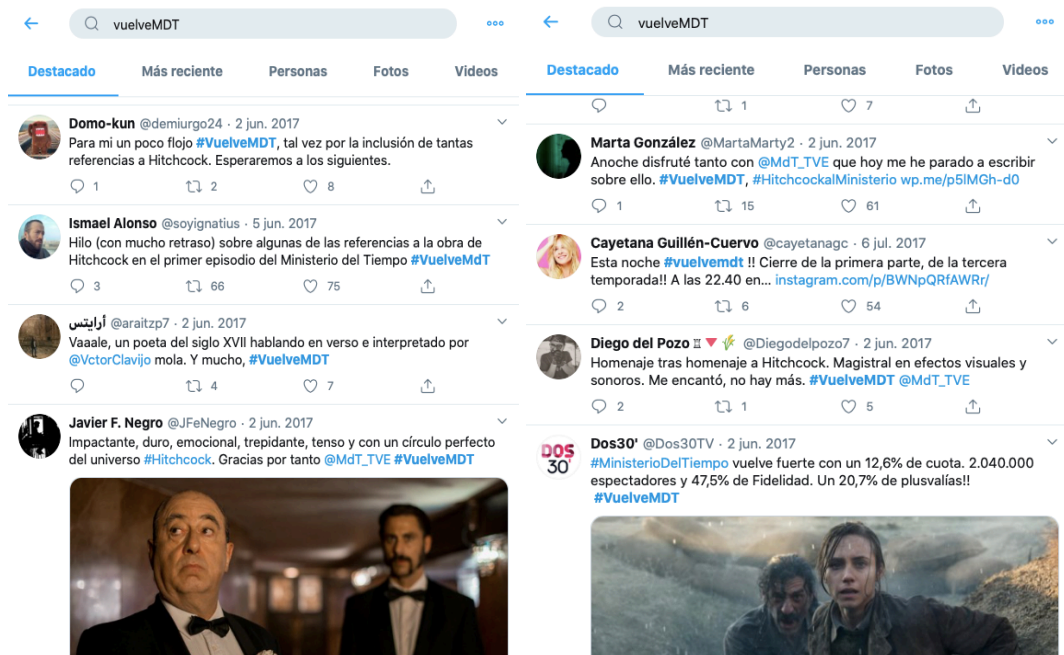 vuelveMDT
Destacado Más reciente Personas Fotos Videos
Domo-kun @demiurgo24 · 2 jun. 2017
Para mi un poco flojo #VuelveMDT, tal vez por la inclusión de tantas
referencias a Hitchcock. Esperaremos a los siguientes.
1 2 8
Ismael Alonso @soyignatius · 5 jun. 2017
Hilo (con mucho retraso) sobre algunas de las referencias a la obra de
Hitchcock en el primer episodio del Ministerio del Tiempo #VuelveMdT
3 66 75
أرايتس @araitzp7 · 2 jun. 2017
Vaaale, un poeta del siglo XVII hablando en verso e interpretado por
@VctorClavijo mola. Y mucho, #VuelveMDT
4 7
Javier F. Negro @JFeNegro · 2 jun. 2017
Impactante, duro, emocional, trepidante, tenso y con un círculo perfecto
del universo #Hitchcock. Gracias por tanto @MdT_TVE #VuelveMDT
vuelveMDT
Destacado Más reciente Personas Fotos Videos
1 7
Marta González @MartaMarty2 · 2 jun. 2017
Anoche disfruté tanto con @MdT_TVE que hoy me he parado a escribir
sobre ello. #VuelveMDT, #HitchcockalMinisterio wp.me/p5lMGh-d0
1 15 61
Cayetana Guillén-Cuervo @cayetanagc · 6 jul. 2017
Esta noche #vuelvemdt !! Cierre de la primera parte, de la tercera
temporada!! A las 22.40 en... instagram.com/p/BWNpQRfAWRr/
2 6 54
Diego del Pozo @Diegodelpozo7 · 2 jun. 2017
Homenaje tras homenaje a Hitchcock. Magistral en efectos visuales y
sonoros. Me encantó, no hay más. #VuelveMDT @MdT_TVE
2 1 5
DOS
30'
Dos30' @Dos30TV · 2 jun. 2017
#MinisterioDelTiempo vuelve fuerte con un 12,6% de cuota. 2.040.000
espectadores y 47,5% de Fidelidad. Un 20,7% de plusvalías!!
#VuelveMDT